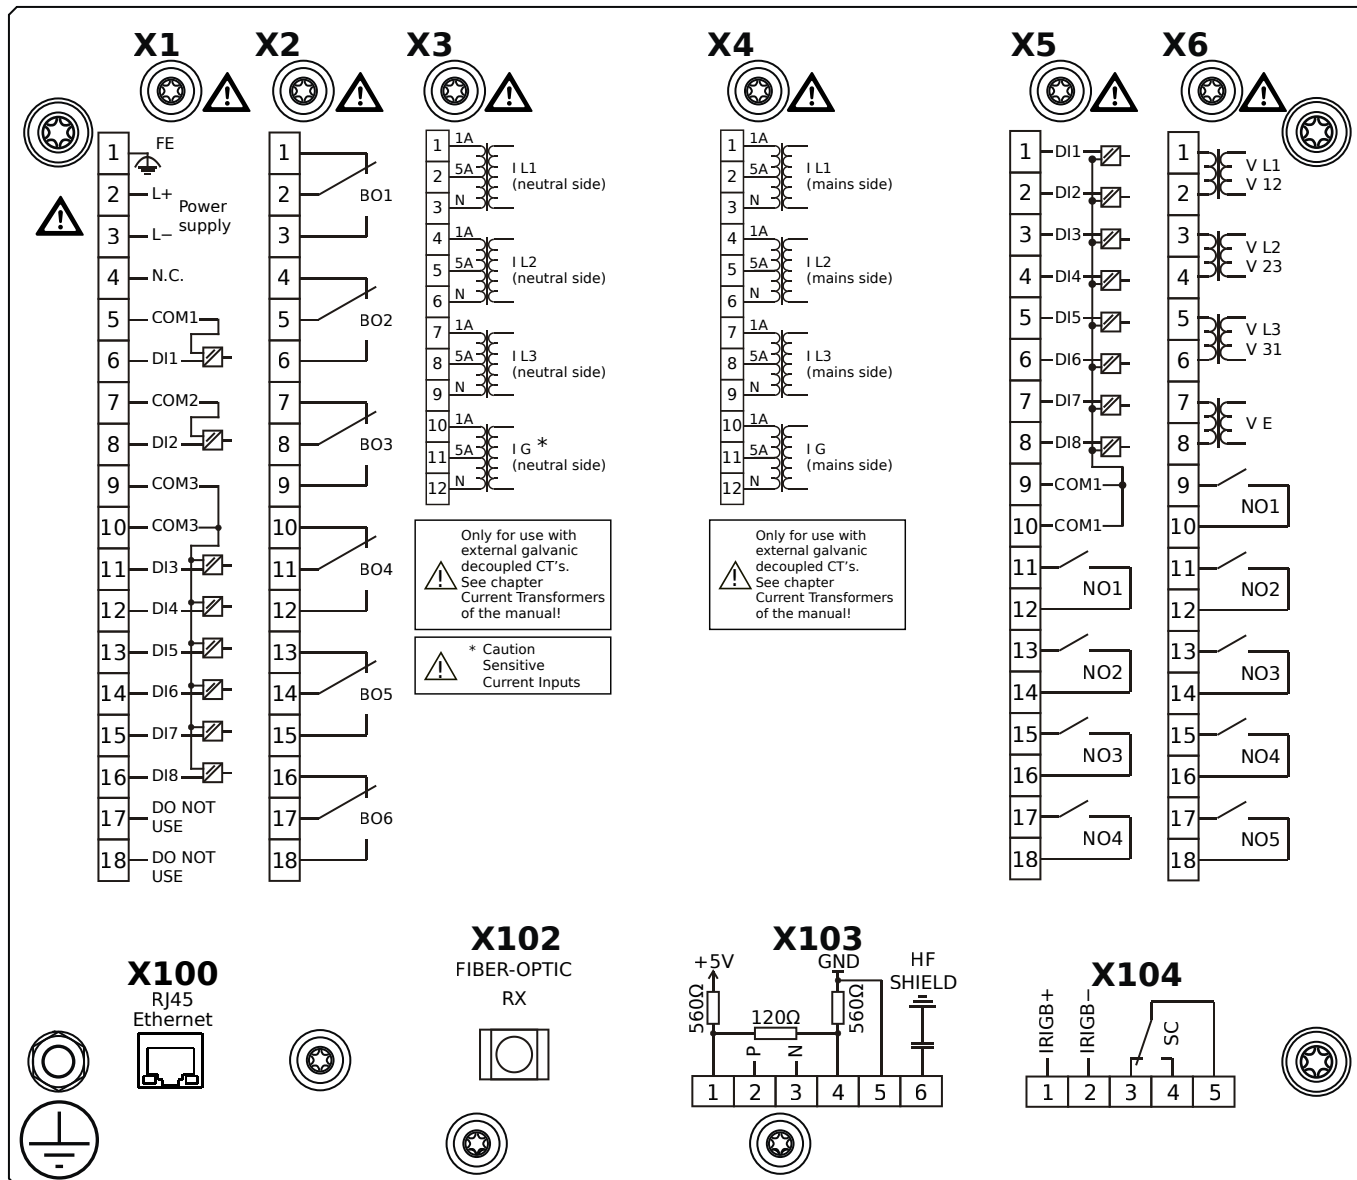 X1
X2
X3
X4
X5
X6
1
FE
2
L+
Power
supply
3
L−
4
N.C.
5
COM1
6
DI1
7
COM2
8
DI2
9
COM3
10
COM3
11
DI3
12
DI4
13
DI5
14
DI6
15
DI7
16
DI8
17
DO NOT
USE
18
DO NOT
USE
1
2
BO1
3
4
5
BO2
6
7
8
BO3
9
10
11
BO4
12
13
14
BO5
15
16
17
BO6
18
1
1A
2
5A
I L1
(neutral side)
3
N
4
1A
5
5A
I L2
(neutral side)
6
N
7
1A
8
5A
I L3
(neutral side)
9
N
10
1A
11
5A
I G *
(neutral side)
12
N
Only for use with
external galvanic
decoupled CT's.
See chapter
Current Transformers
of the manual!
* Caution
Sensitive
Current Inputs
1
1A
2
5A
I L1
(mains side)
3
N
4
1A
5
5A
I L2
(mains side)
6
N
7
1A
8
5A
I L3
(mains side)
9
N
10
1A
11
5A
I G
(mains side)
12
N
Only for use with
external galvanic
decoupled CT's.
See chapter
Current Transformers
of the manual!
1
DI1
2
DI2
3
DI3
4
DI4
5
DI5
6
DI6
7
DI7
8
DI8
9
COM1
10
COM1
11
NO1
12
13
NO2
14
15
NO3
16
17
NO4
18
1
V L1
2
V 12
3
V L2
4
V 23
5
V L3
6
V 31
7
V E
8
9
NO1
10
11
NO2
12
13
NO3
14
15
NO4
16
17
NO5
18
X100
RJ45
Ethernet
X102
FIBER-OPTIC
RX
X103
+5V
GND
HF
SHIELD
560Ω
120Ω
560Ω
P
N
1 2 3 4 5 6
X104
IRIGB+
IRIGB−
SC
1 2 3 4 5